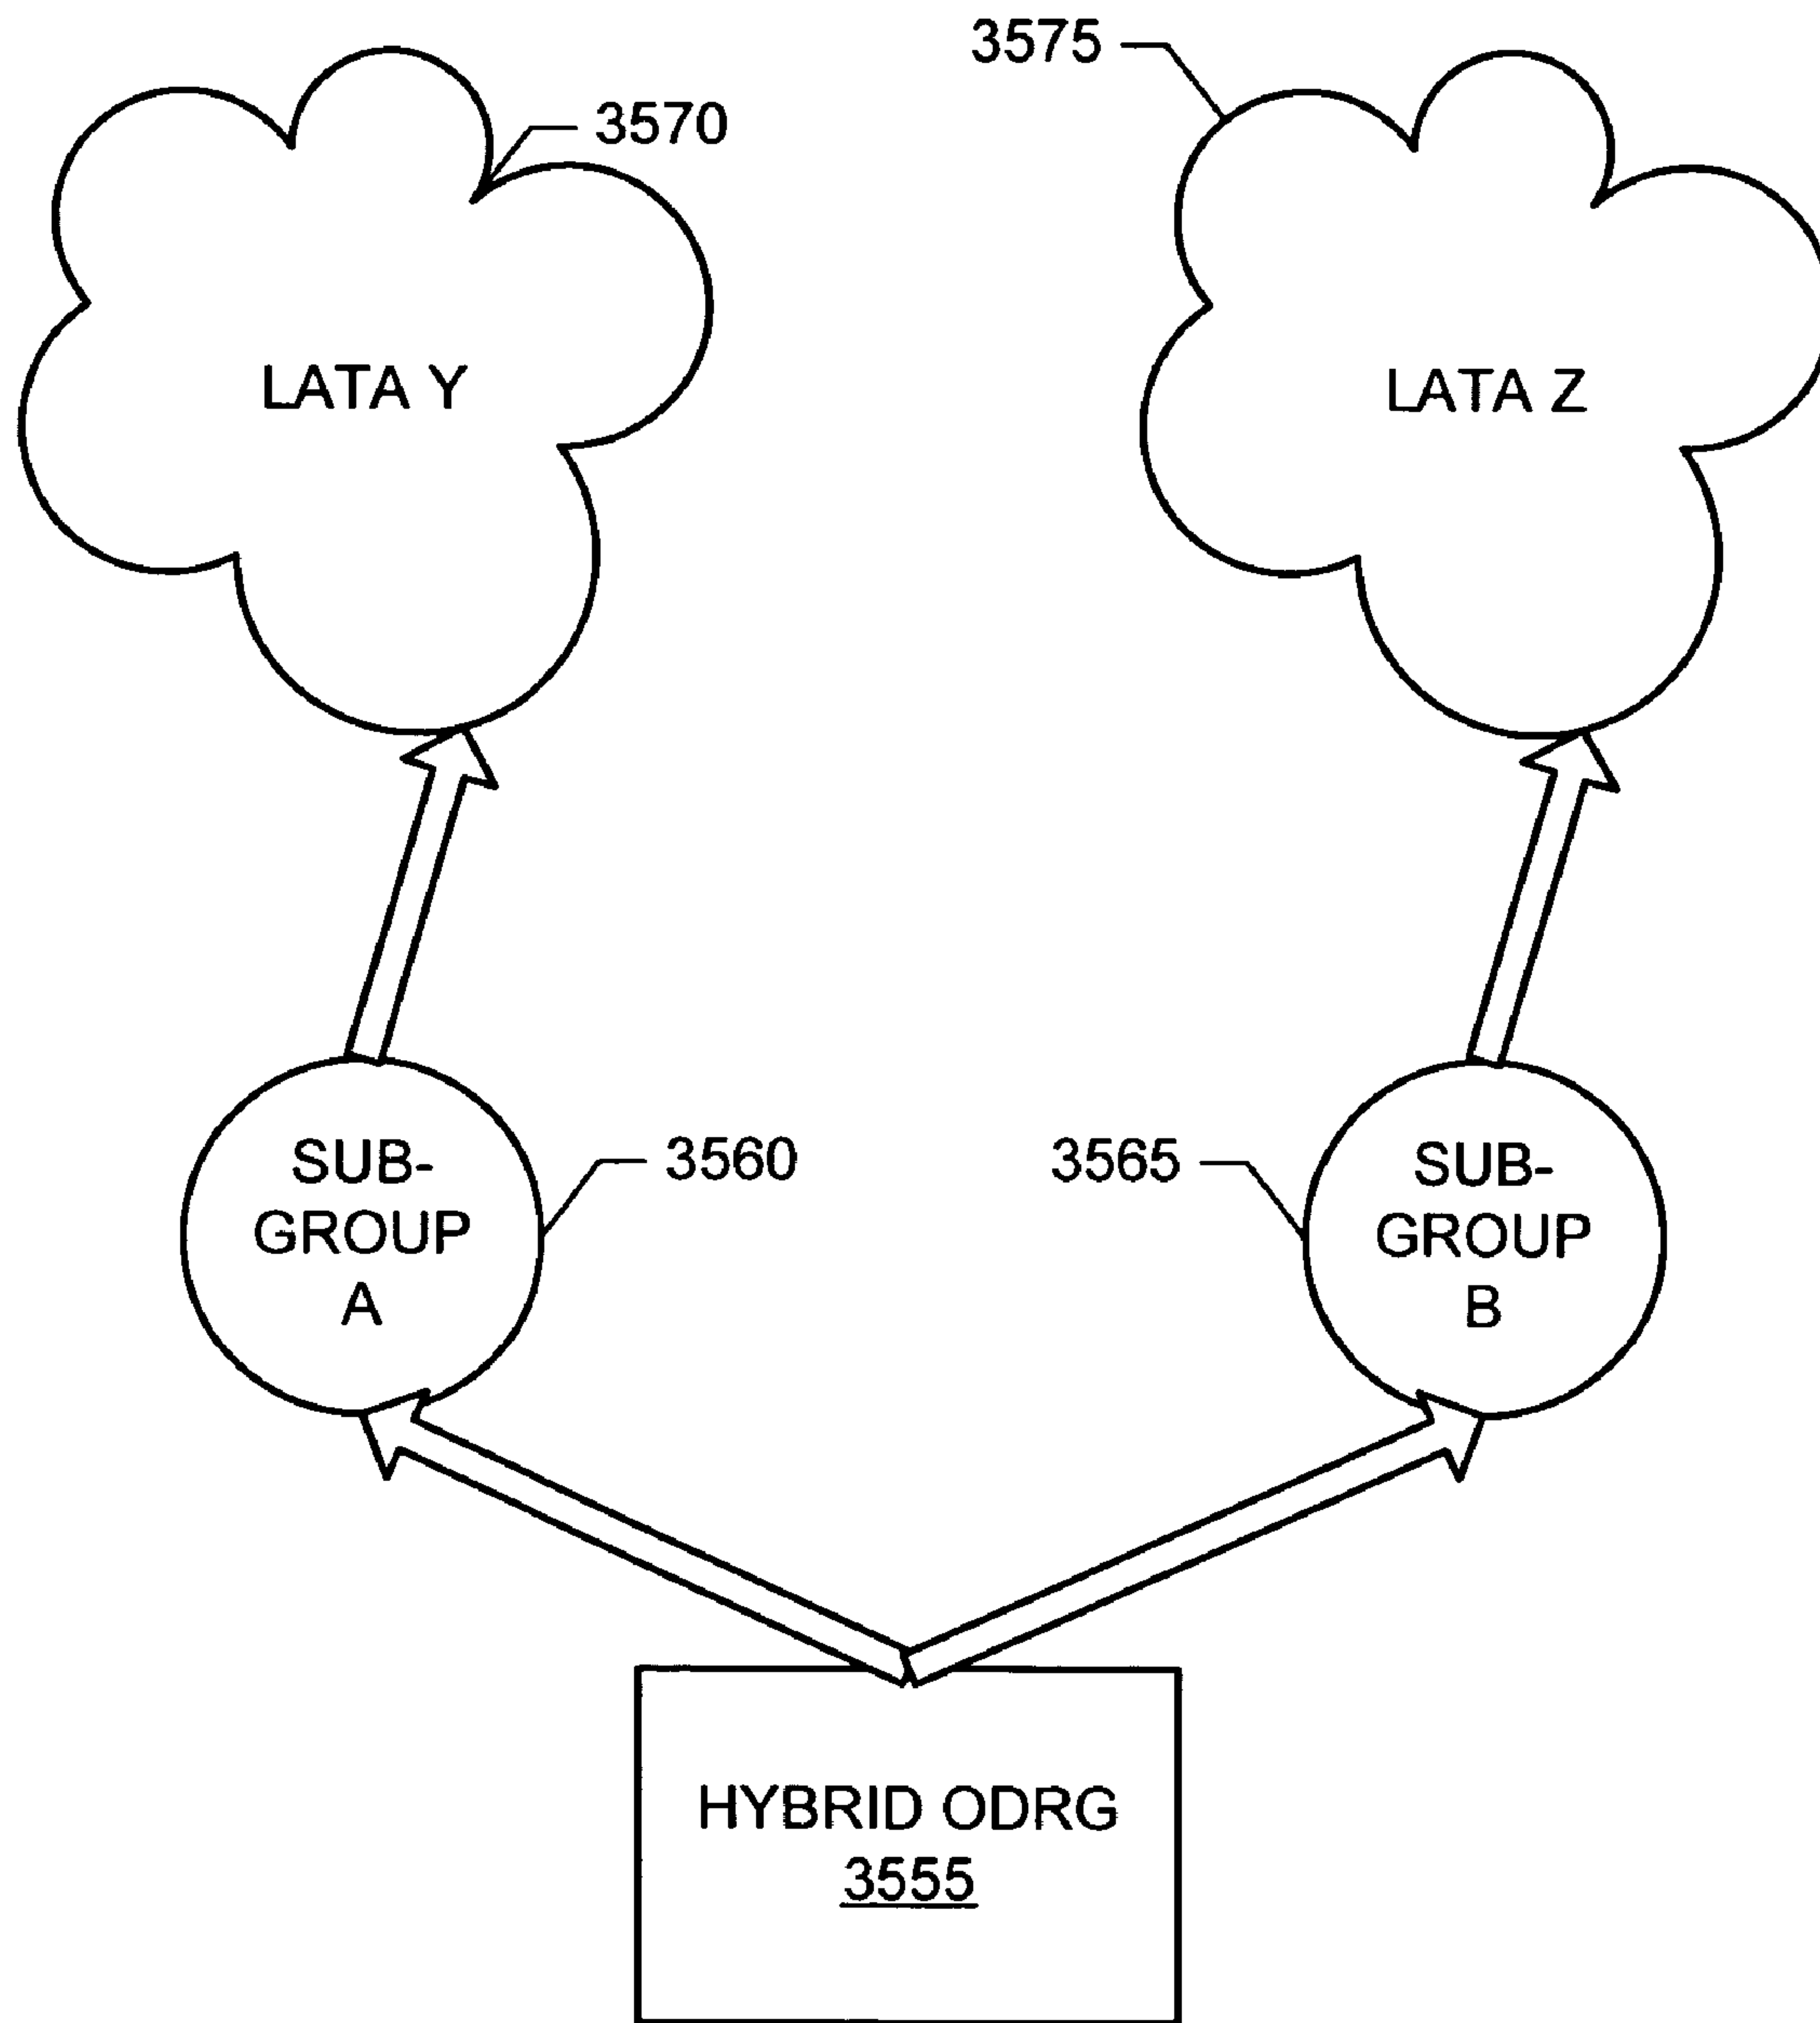 3575
3570
LATA Y
LATA Z
SUB-
GROUP
A
3560
3565
SUB-
GROUP
B
HYBRID ODRG
3555